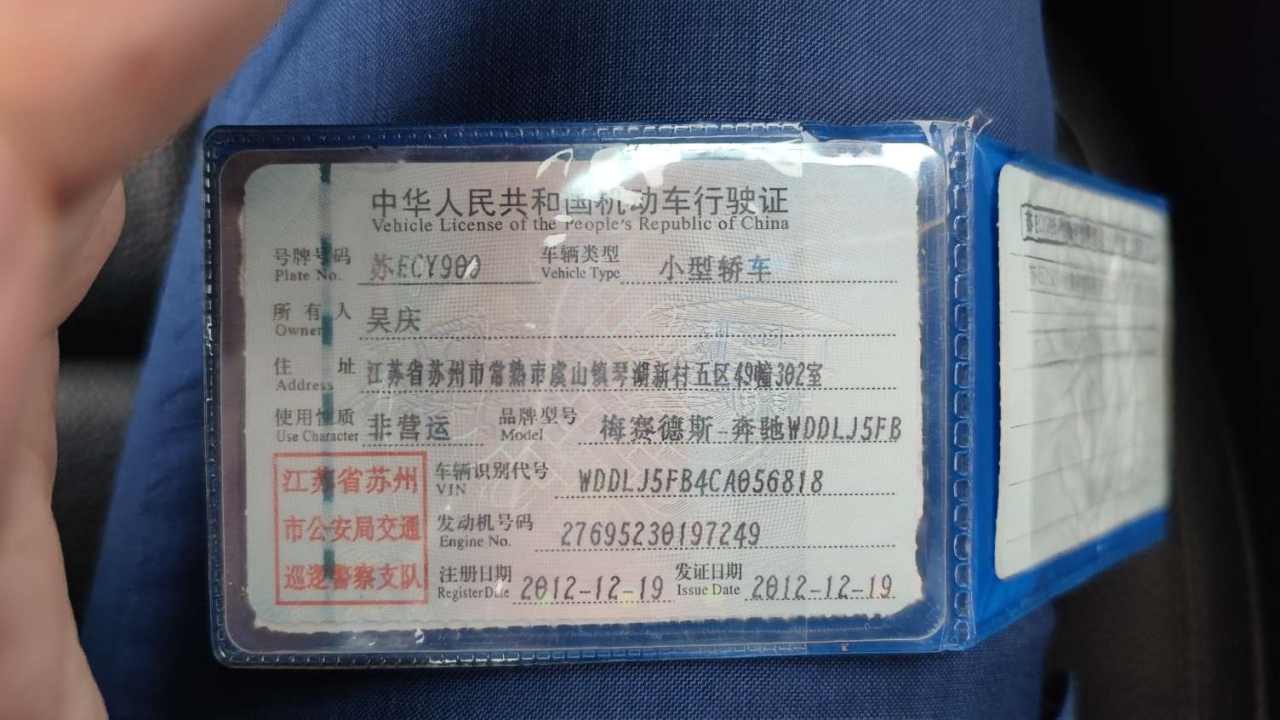 中华人民共和国机动车行驶证
Vehicle License of the People's Republic of China
号牌号码 苏ECY900 车辆类型 小型轿车
Plate No. Vehicle Type
所有人 吴庆
Owner
住址 江苏省苏州市常熟市虞山镇琴湖新村五区49幢302室
Address
使用性质 非营运 品牌型号 梅赛德斯-奔驰WDDLJ5FB
Use Character Model
江苏省苏州
市公安局交通
巡逻警察支队
车辆识别代号 WDDLJ5FB4CA056818
VIN
发动机号码 27695230197249
Engine No.
注册日期 2012-12-19 发证日期 2012-12-19
Register Date Issue Date